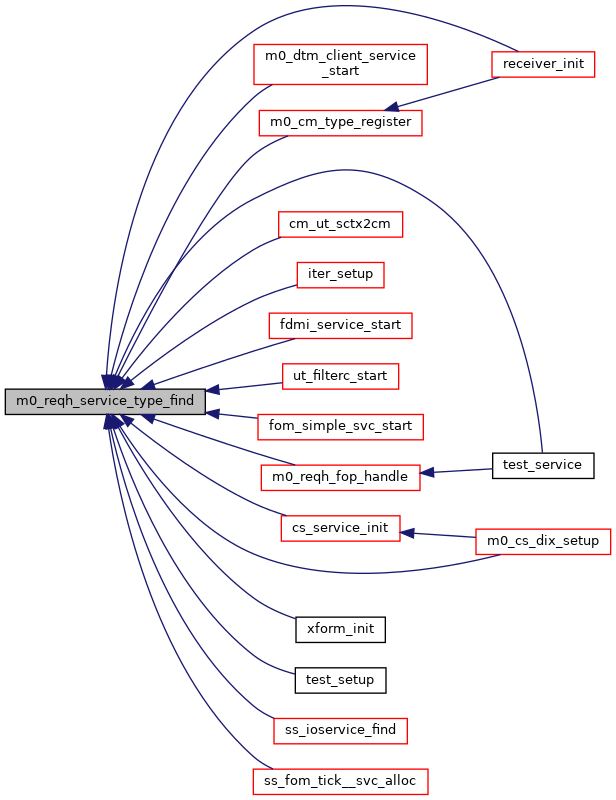 m0_dtm_client_service
_start
receiver_init
m0_cm_type_register
cm_ut_sctx2cm
iter_setup
fdmi_service_start
ut_filterc_start
m0_reqh_service_type_find
fom_simple_svc_start
test_service
m0_reqh_fop_handle
cs_service_init
m0_cs_dix_setup
xform_init
test_setup
ss_ioservice_find
ss_fom_tick__svc_alloc